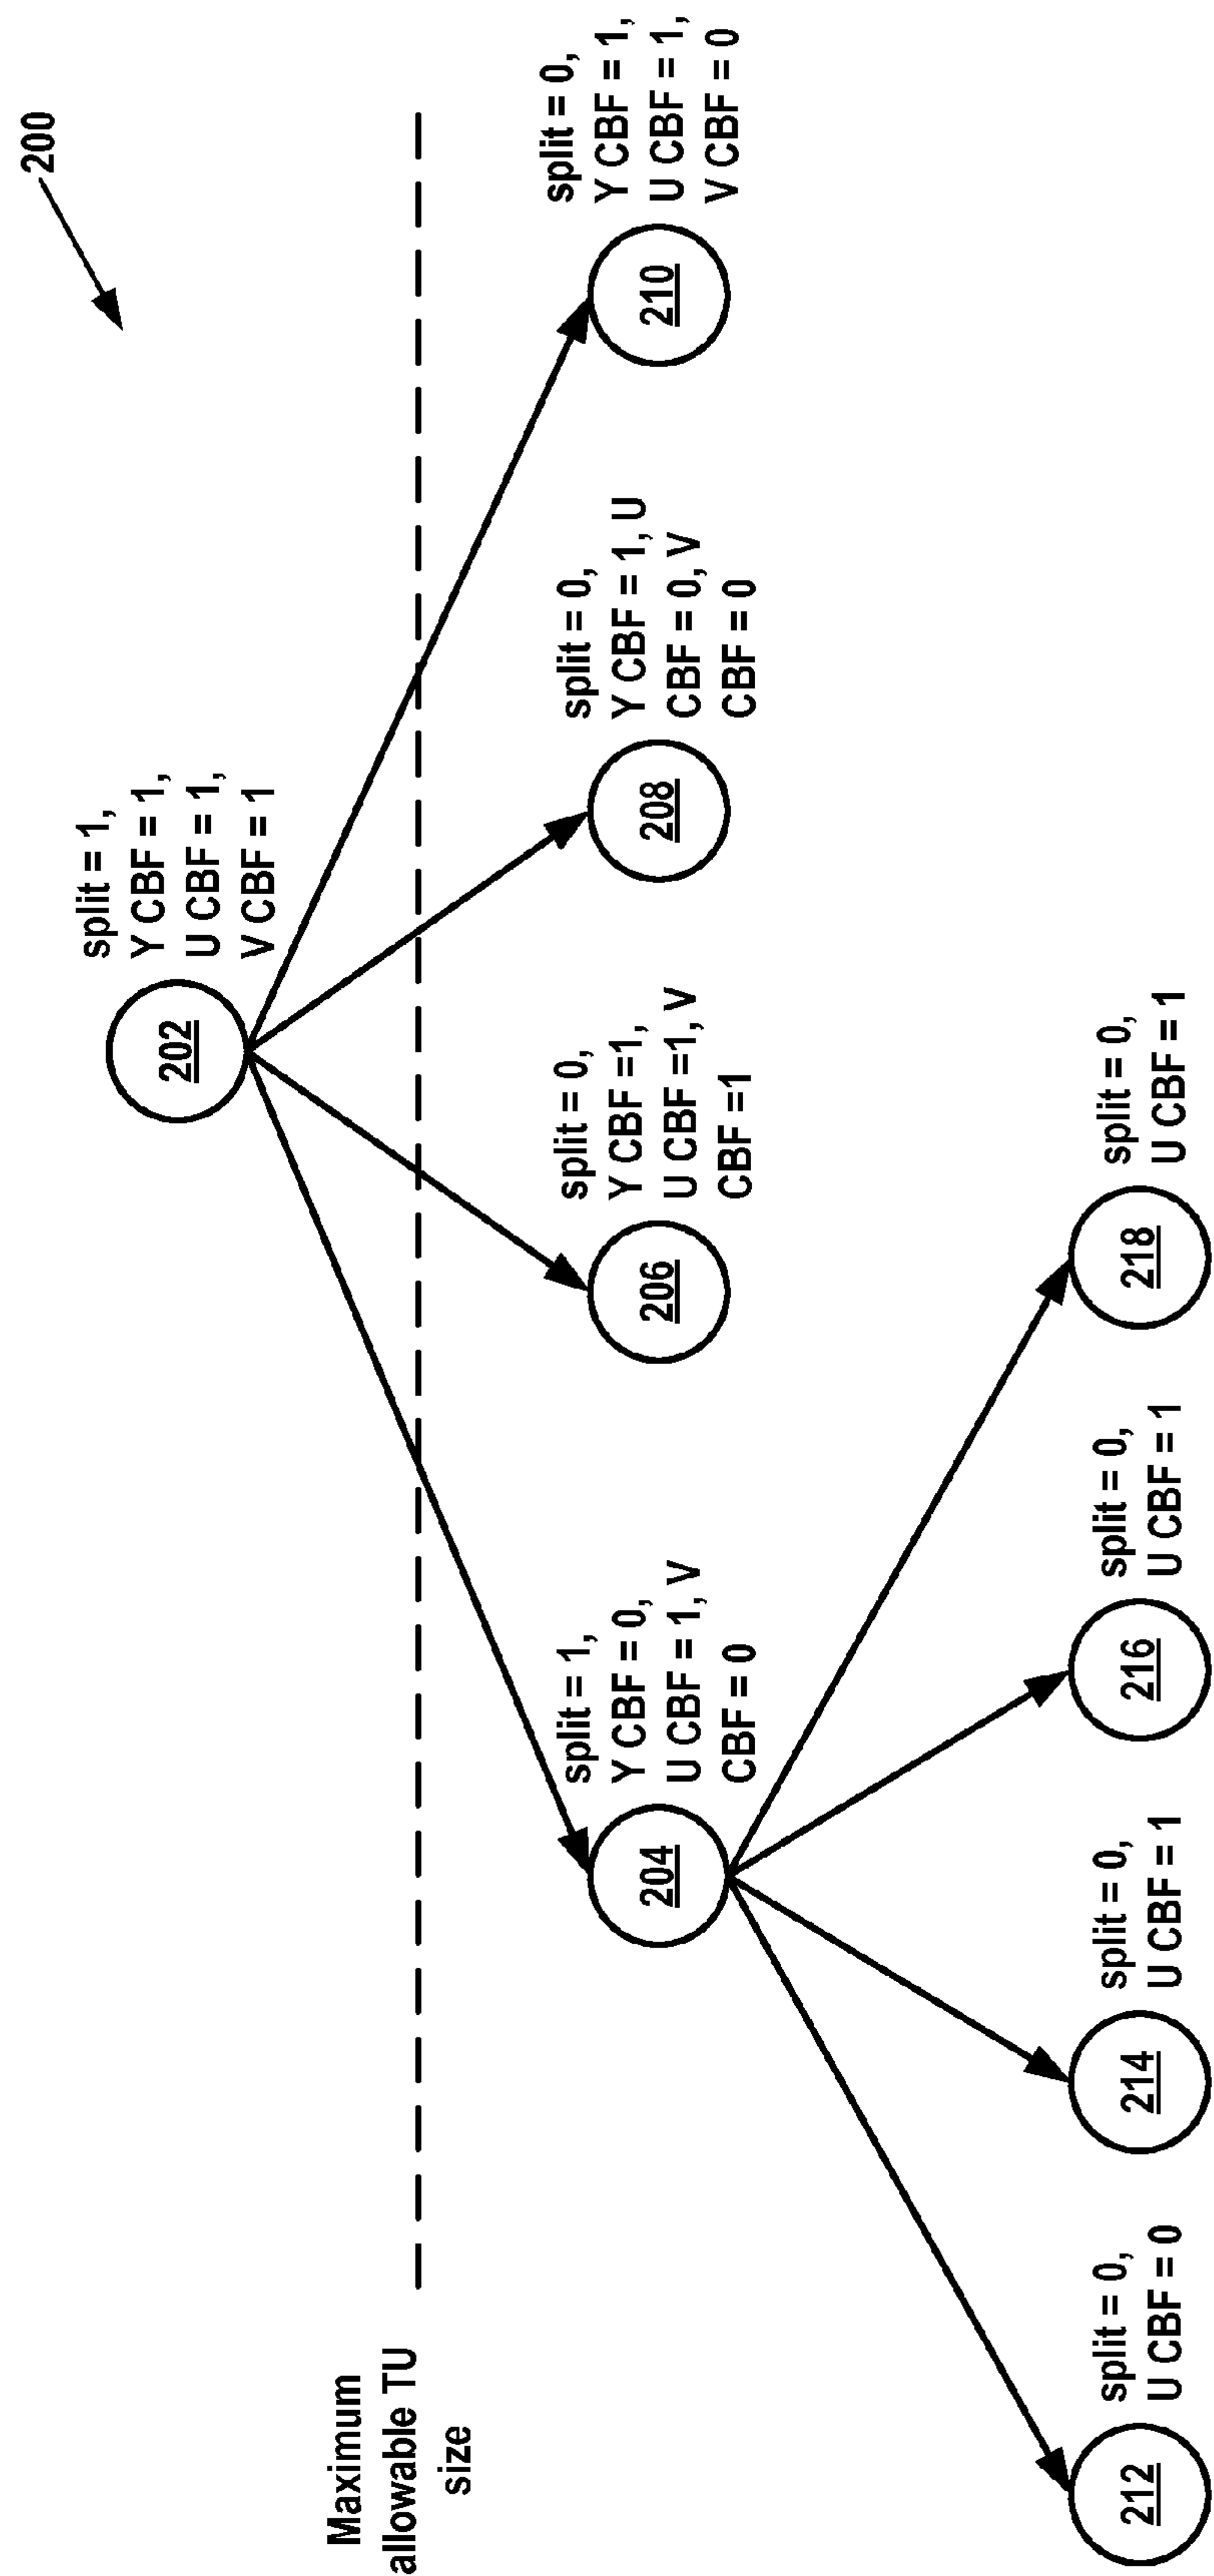 200
202
split = 1,
Y CBF = 1,
U CBF = 1,
V CBF = 1
Maximum
allowable TU
size
204
split = 1,
Y CBF = 0,
U CBF = 1, V
CBF = 0
206
split = 0,
Y CBF =1,
U CBF =1, V
CBF =1
208
split = 0,
Y CBF = 1, U
CBF = 0, V
CBF = 0
210
split = 0,
Y CBF = 1,
U CBF = 1,
V CBF = 0
212
split = 0,
U CBF = 0
214
split = 0,
U CBF = 1
216
split = 0,
U CBF = 1
218
split = 0,
U CBF = 1